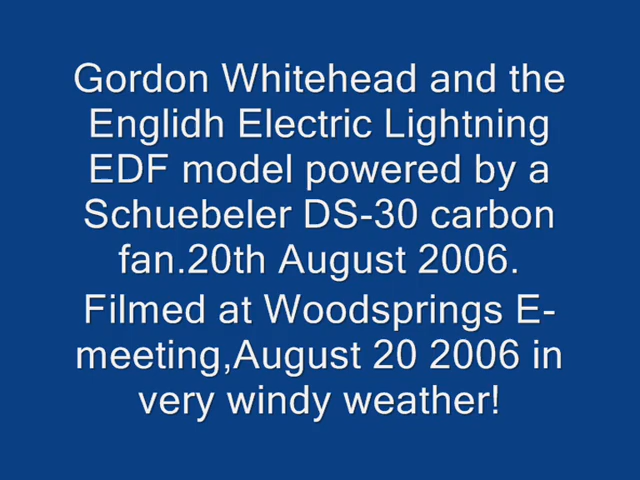 Gordon Whitehead and the
Englidh Electric Lightning
EDF model powered by a
Schuebeler DS-30 carbon
fan.20th August 2006.
Filmed at Woodsprings E-
meeting,August 20 2006 in
very windy weather!